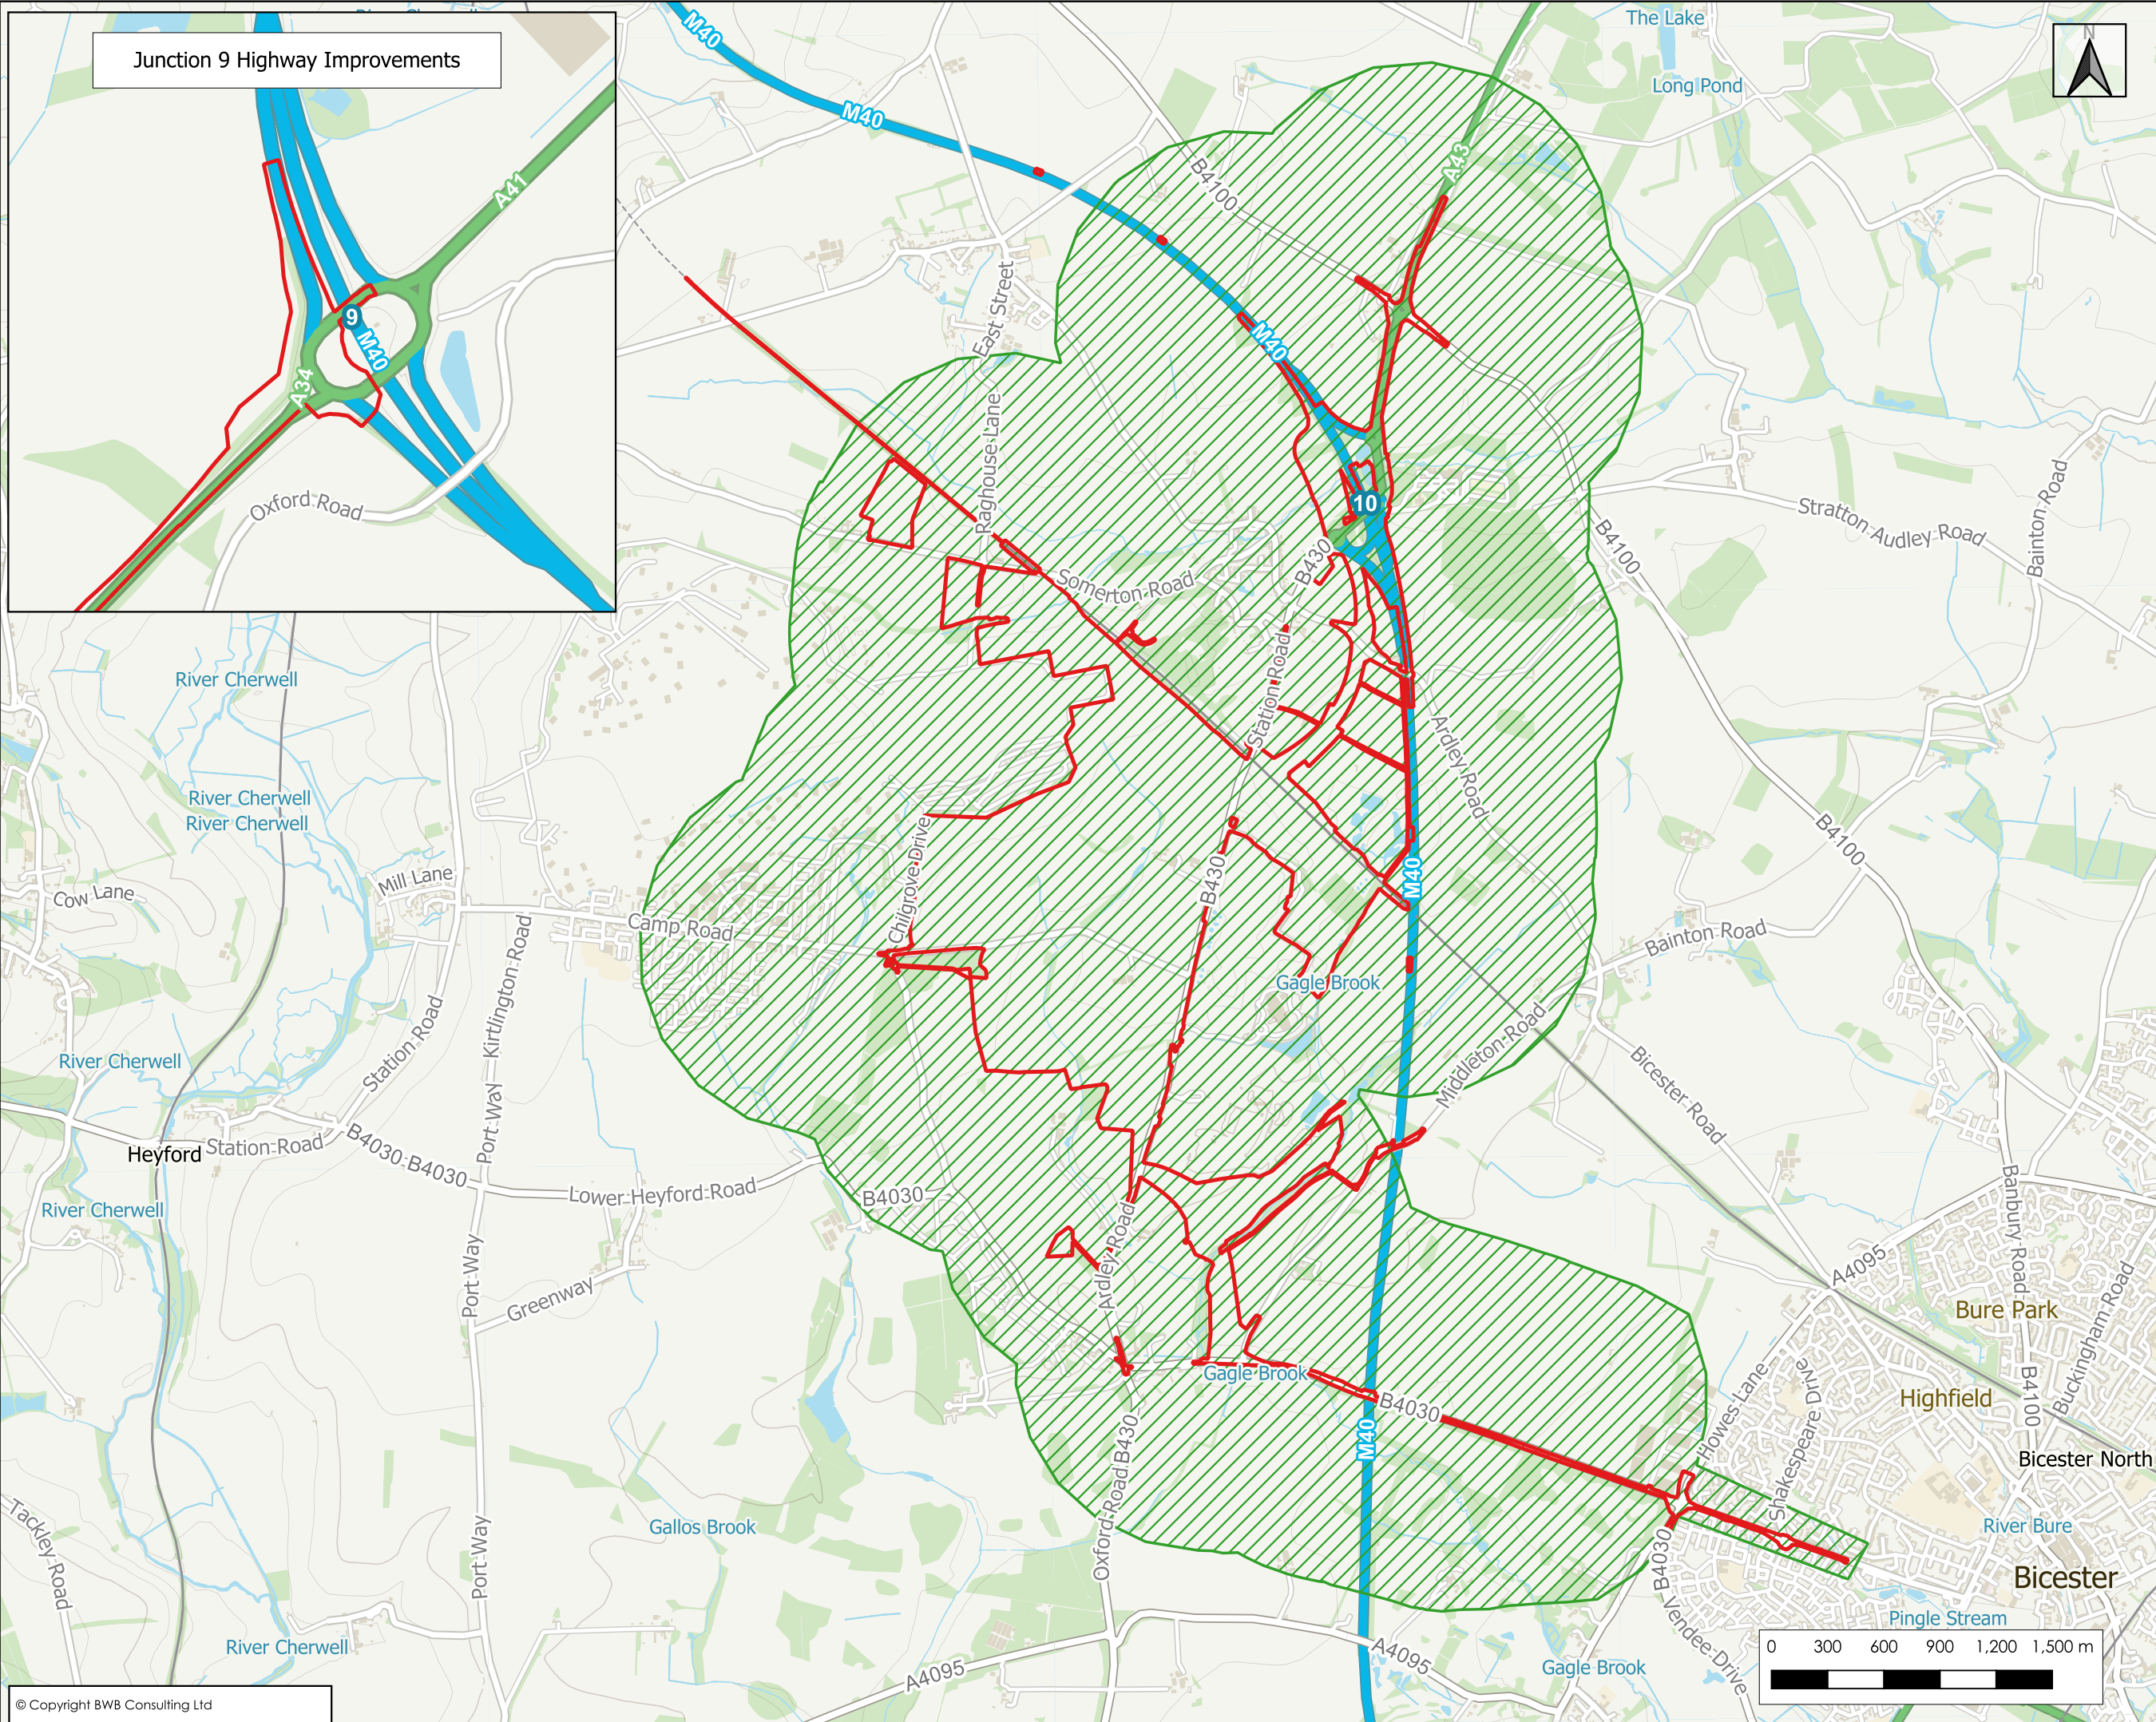 River Cherwell
Junction 9 Highway Improvements
A41
9
M40
A34
Oxford Road
M40
M40
The Lake
Long Pond
N
A43
B4100
East Street
M40
Raghouse Lane
10
B430
Somerton Road
Station Road
Ardley Road
B4100
Stratton Audley Road
Bainton Road
River Cherwell
River Cherwell
River Cherwell
Mill Lane
Cow Lane
Camp Road
Chilgrove Drive
B430
M40
B4100
Bainton Road
Gagle Brook
Port Way
Kirtlington Road
Station Road
River Cherwell
Middleton Road
Bicester Road
Heyford
Station Road
B4030
B4030
Lower Heyford Road
B4030
River Cherwell
Port Way
Greenway
Ardley Road
A4095
Banbury Road
Buckingham Road
Bure Park
Gagle Brook
B4030
M40
Howes Lane
Shakespeare Drive
Highfield
B4100
Bicester North
Oxford Road
B430
Gallos Brook
Port Way
Tackley Road
River Bure
B4030
Bicester
Vendee Drive
Pingle Stream
River Cherwell
A4095
A4095
Gagle Brook
0 300 600 900 1,200 1,500 m
© Copyright BWB Consulting Ltd